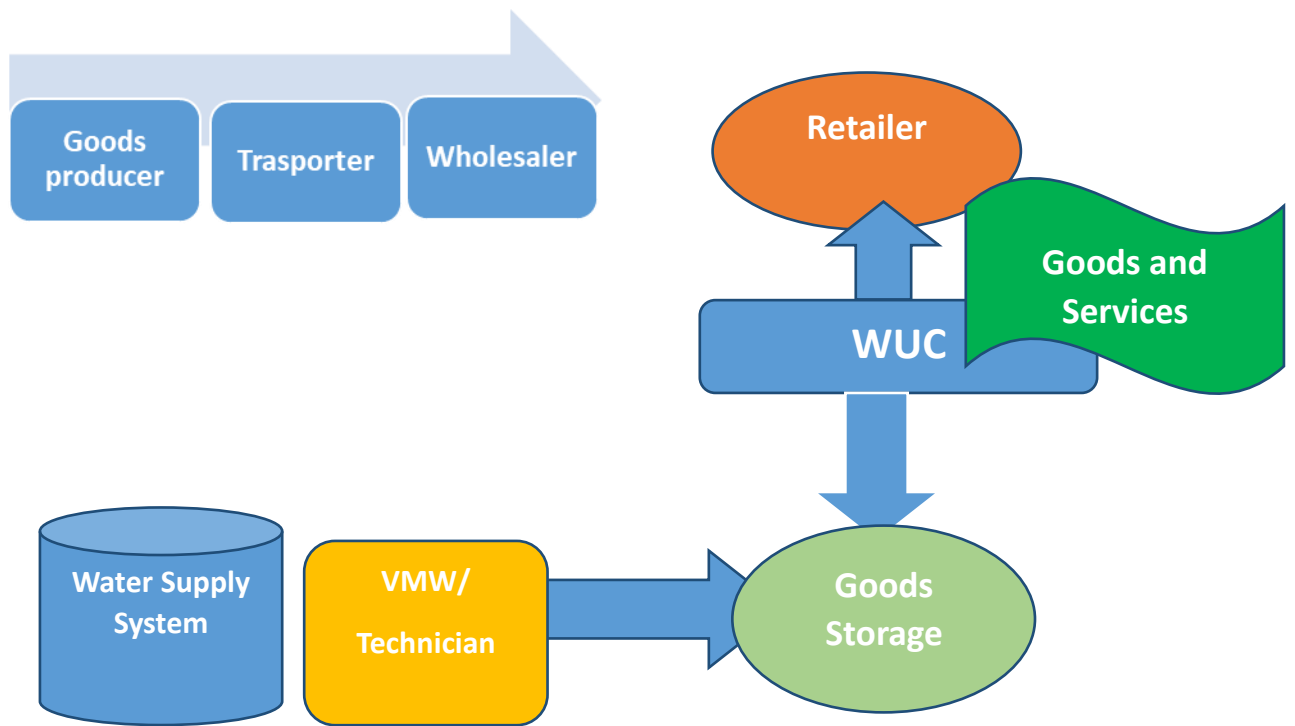 Goods
producer
Trasporter
Wholesaler
Retailer
Goods and
Services
WUC
Water Supply
System
VMW/
Technician
Goods
Storage